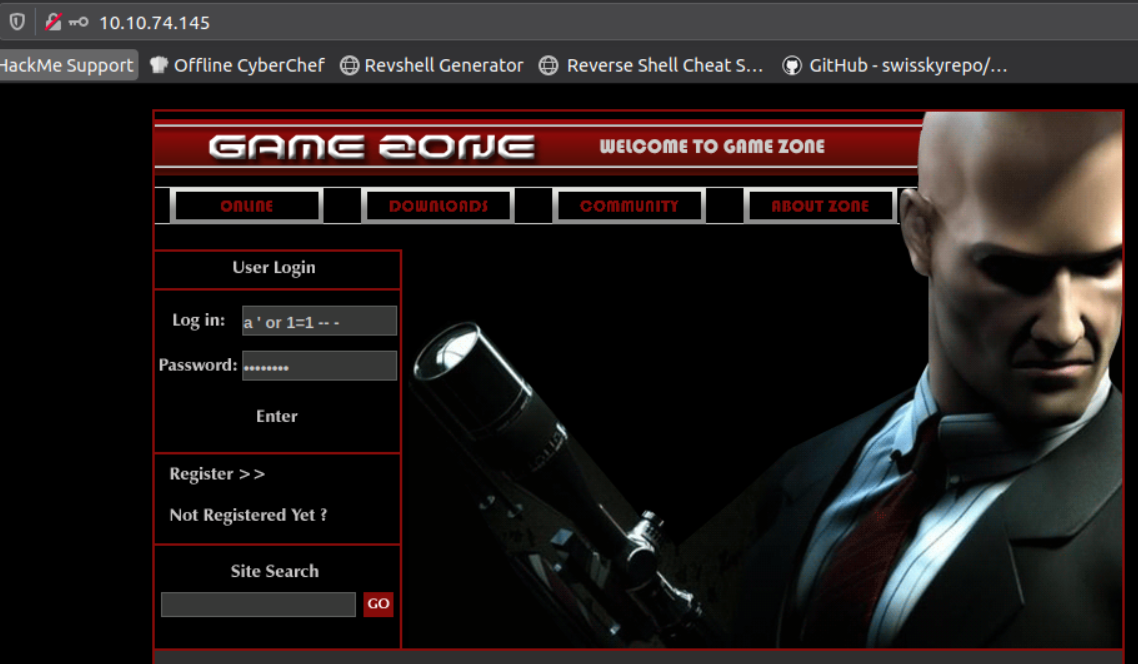 10.10.74.145
HackMe Support Offline CyberChef Revshell Generator Reverse Shell Cheat S... GitHub - swisskyrepo/...
GAME ZONE WELCOME TO GAME ZONE
ONLINE DOWNLONDS COMMUNITY ABOUT ZONE
User Login
Log in: a ' or 1=1 -- -
Password: ••••••••
Enter
Register >>
Not Registered Yet ?
Site Search
GO